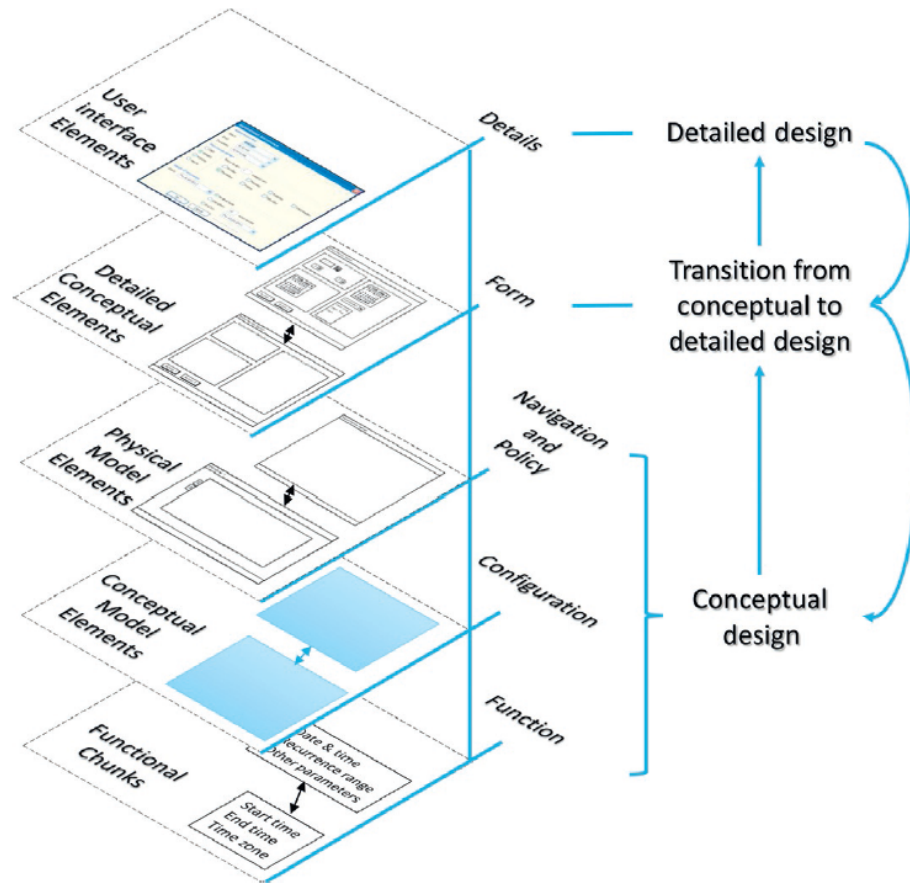 User
interface
Elements
Details
Detailed design
Detailed
Conceptual
Elements
Form
Transition from
conceptual to
detailed design
Physical
Model
Elements
Navigation
and
Policy
Conceptual
Model
Elements
Configuration
Conceptual
design
Functional
Chunks
Function
Date & time
Recurrence range
Other parameters
Start time
End time
Time zone